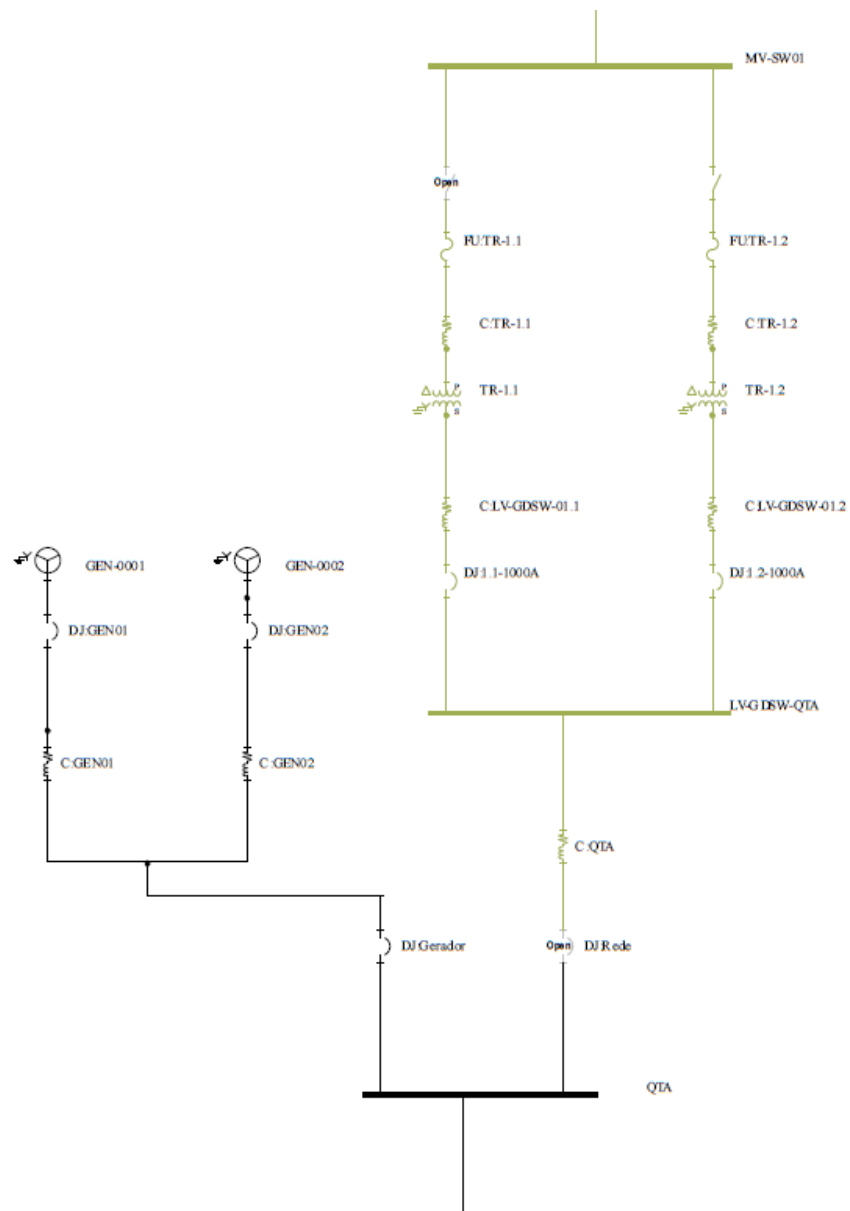 MV-SW01
Open
FU:TR-1.1
FU:TR-1.2
C:TR-1.1
C:TR-1.2
P
TR-1.1
S
P
TR-1.2
S
C:LV-GDSW-01.1
C:LV-GDSW-01.2
GEN-0001
GEN-0002
DJ:1.1-1000A
DJ:1.2-1000A
DJ:GEN01
DJ:GEN02
LV-GDSW-QTA
C:GEN01
C:GEN02
C:QTA
DJ:Gerador
Open
DJ:Rede
QTA